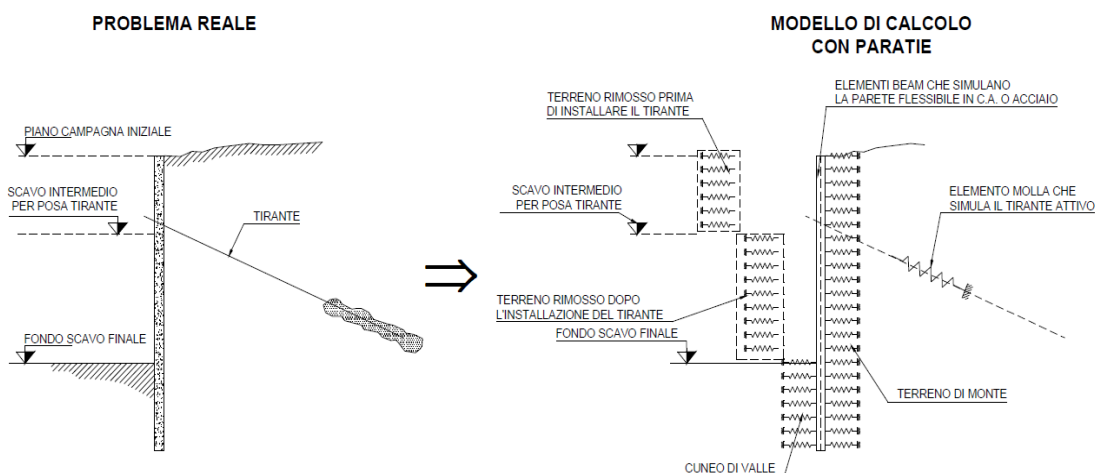 PROBLEMA REALE
PIANO CAMPAGNA INIZIALE
SCAVO INTERMEDIO
PER POSA TIRANTE
TIRANTE
FONDO SCAVO FINALE
MODELLO DI CALCOLO
CON PARATIE
TERRENO RIMOSSO PRIMA
DI INSTALLARE IL TIRANTE
ELEMENTI BEAM CHE SIMULANO
LA PARETE FLESSIBILE IN C.A. O ACCIAIO
SCAVO INTERMEDIO
PER POSA TIRANTE
ELEMENTO MOLLA CHE
SIMULA IL TIRANTE ATTIVO
TERRENO RIMOSSO DOPO
L'INSTALLAZIONE DEL TIRANTE
FONDO SCAVO FINALE
TERRENO DI MONTE
CUNEO DI VALLE